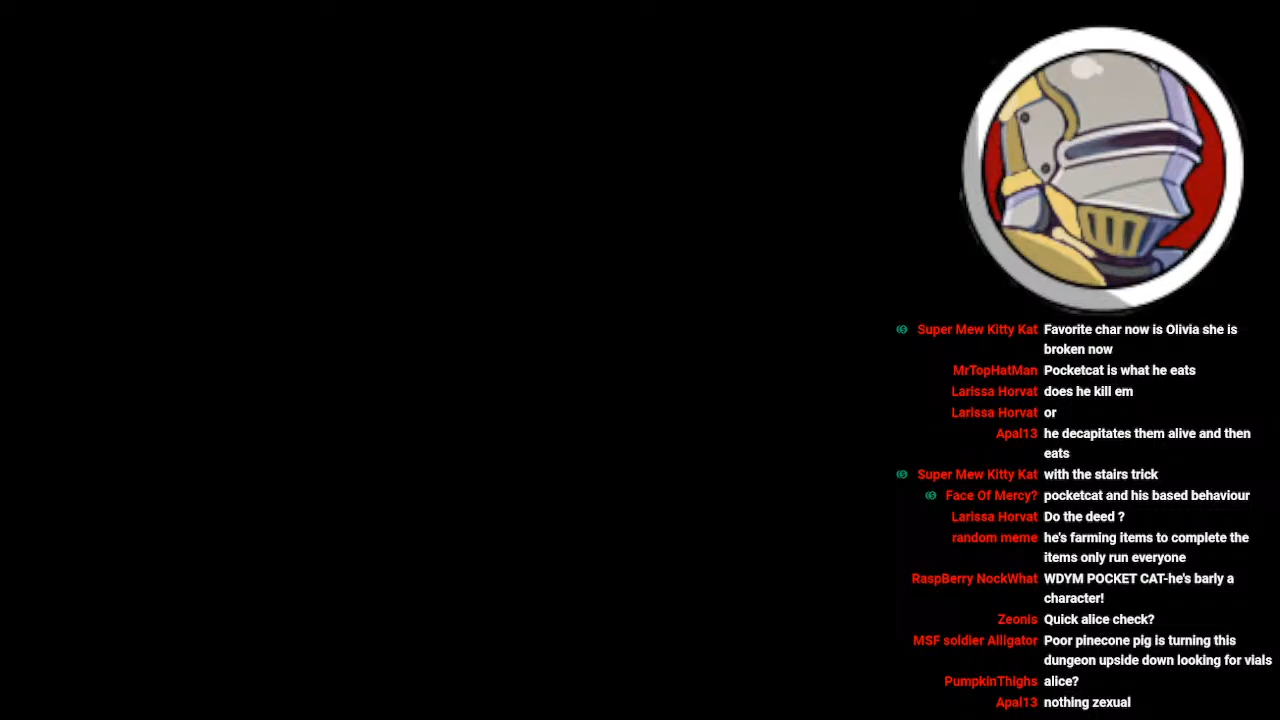 Super Mew Kitty Kat Favorite char now is Olivia she is
broken now
MrTopHatMan Pocketcat is what he eats
Larissa Horvat does he kill em
Larissa Horvat or
Apal13 he decapitates them alive and then
eats
Super Mew Kitty Kat with the stairs trick
Face Of Mercy? pocketcat and his based behaviour
Larissa Horvat Do the deed ?
random meme he's farming items to complete the
items only run everyone
RaspBerry NockWhat WDYM POCKET CAT-he's barly a
character!
Zeonis Quick alice check?
MSF soldier Alligator Poor pinecone pig is turning this
dungeon upside down looking for vials
PumpkinThighs alice?
Apal13 nothing zexual